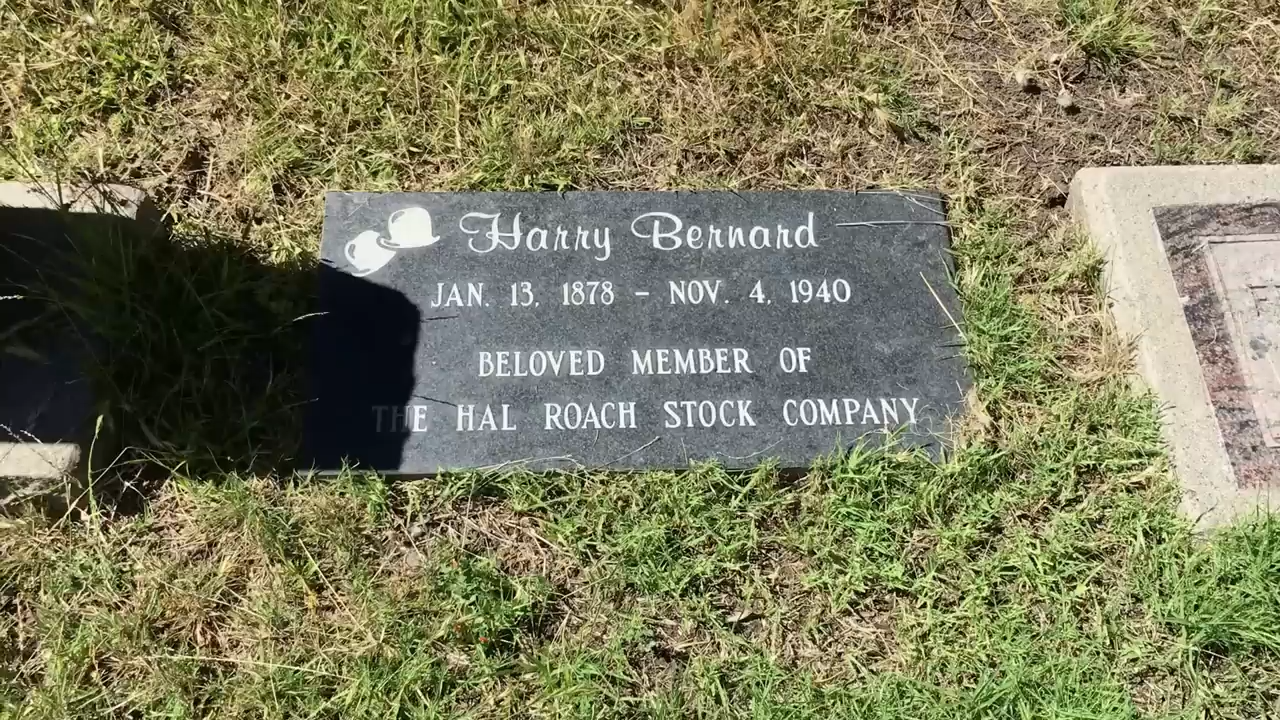 Harry Bernard
JAN. 13, 1878 – NOV. 4, 1940
BELOVED MEMBER OF
THE HAL ROACH STOCK COMPANY